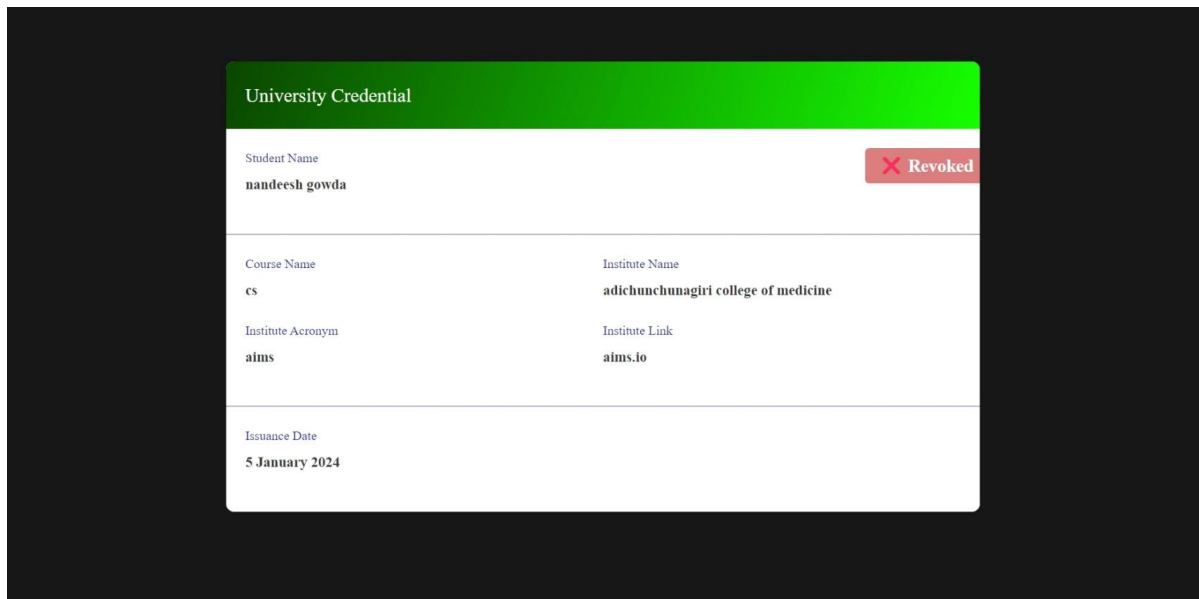 University Credential
Student Name
nandeesh gowda
❌ Revoked
Course Name
cs
Institute Name
adichunchunagiri college of medicine
Institute Acronym
aims
Institute Link
aims.io
Issuance Date
5 January 2024